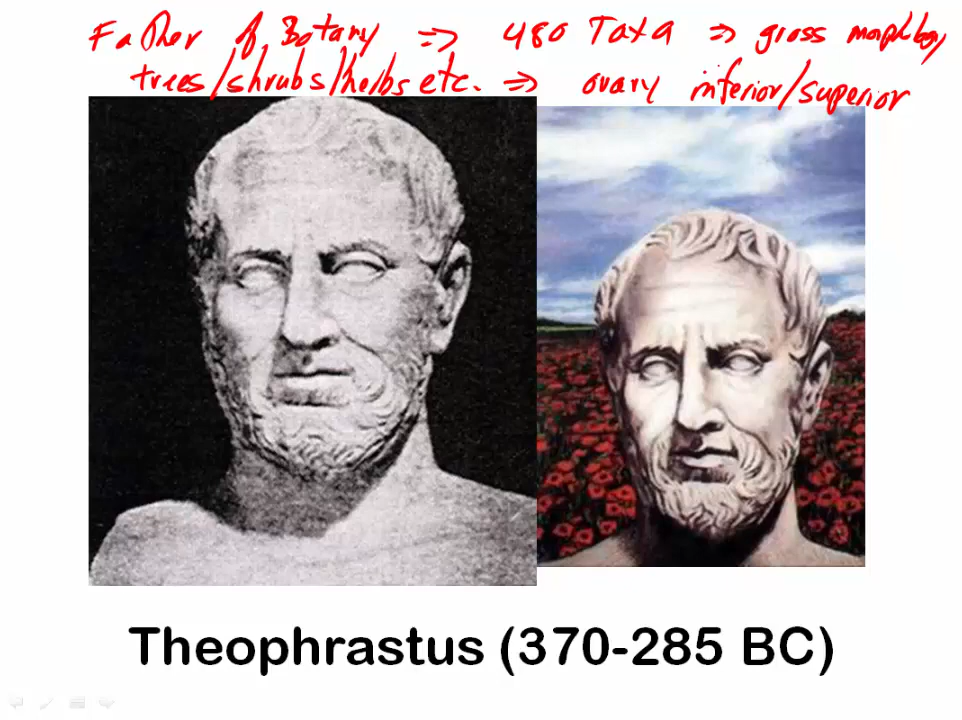 Father of Botany => 480 Taxa => gross morphology
trees/shrubs/herbs etc. => ovary inferior/superior
Theophrastus (370-285 BC)